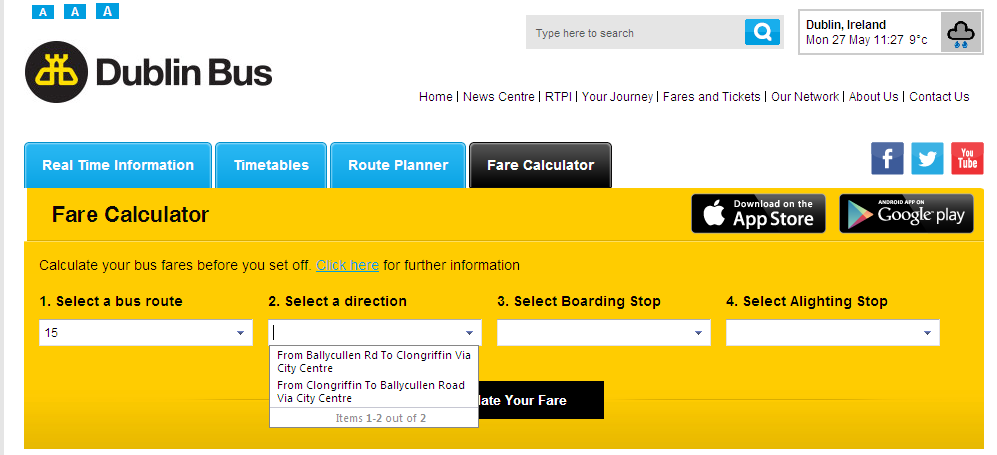 A A A
Type here to search
Dublin, Ireland
Mon 27 May 11:27 9°c
Dublin Bus
Home | News Centre | RTPI | Your Journey | Fares and Tickets | Our Network | About Us | Contact Us
Real Time Information
Timetables
Route Planner
Fare Calculator
f
You
Tube
Fare Calculator
Download on the
App Store
ANDROID APP ON
Google play
Calculate your bus fares before you set off. Click here for further information
1. Select a bus route
2. Select a direction
3. Select Boarding Stop
4. Select Alighting Stop
15
From Ballycullen Rd To Clongriffin Via
City Centre
From Clongriffin To Ballycullen Road
Via City Centre
Items 1-2 out of 2
late Your Fare